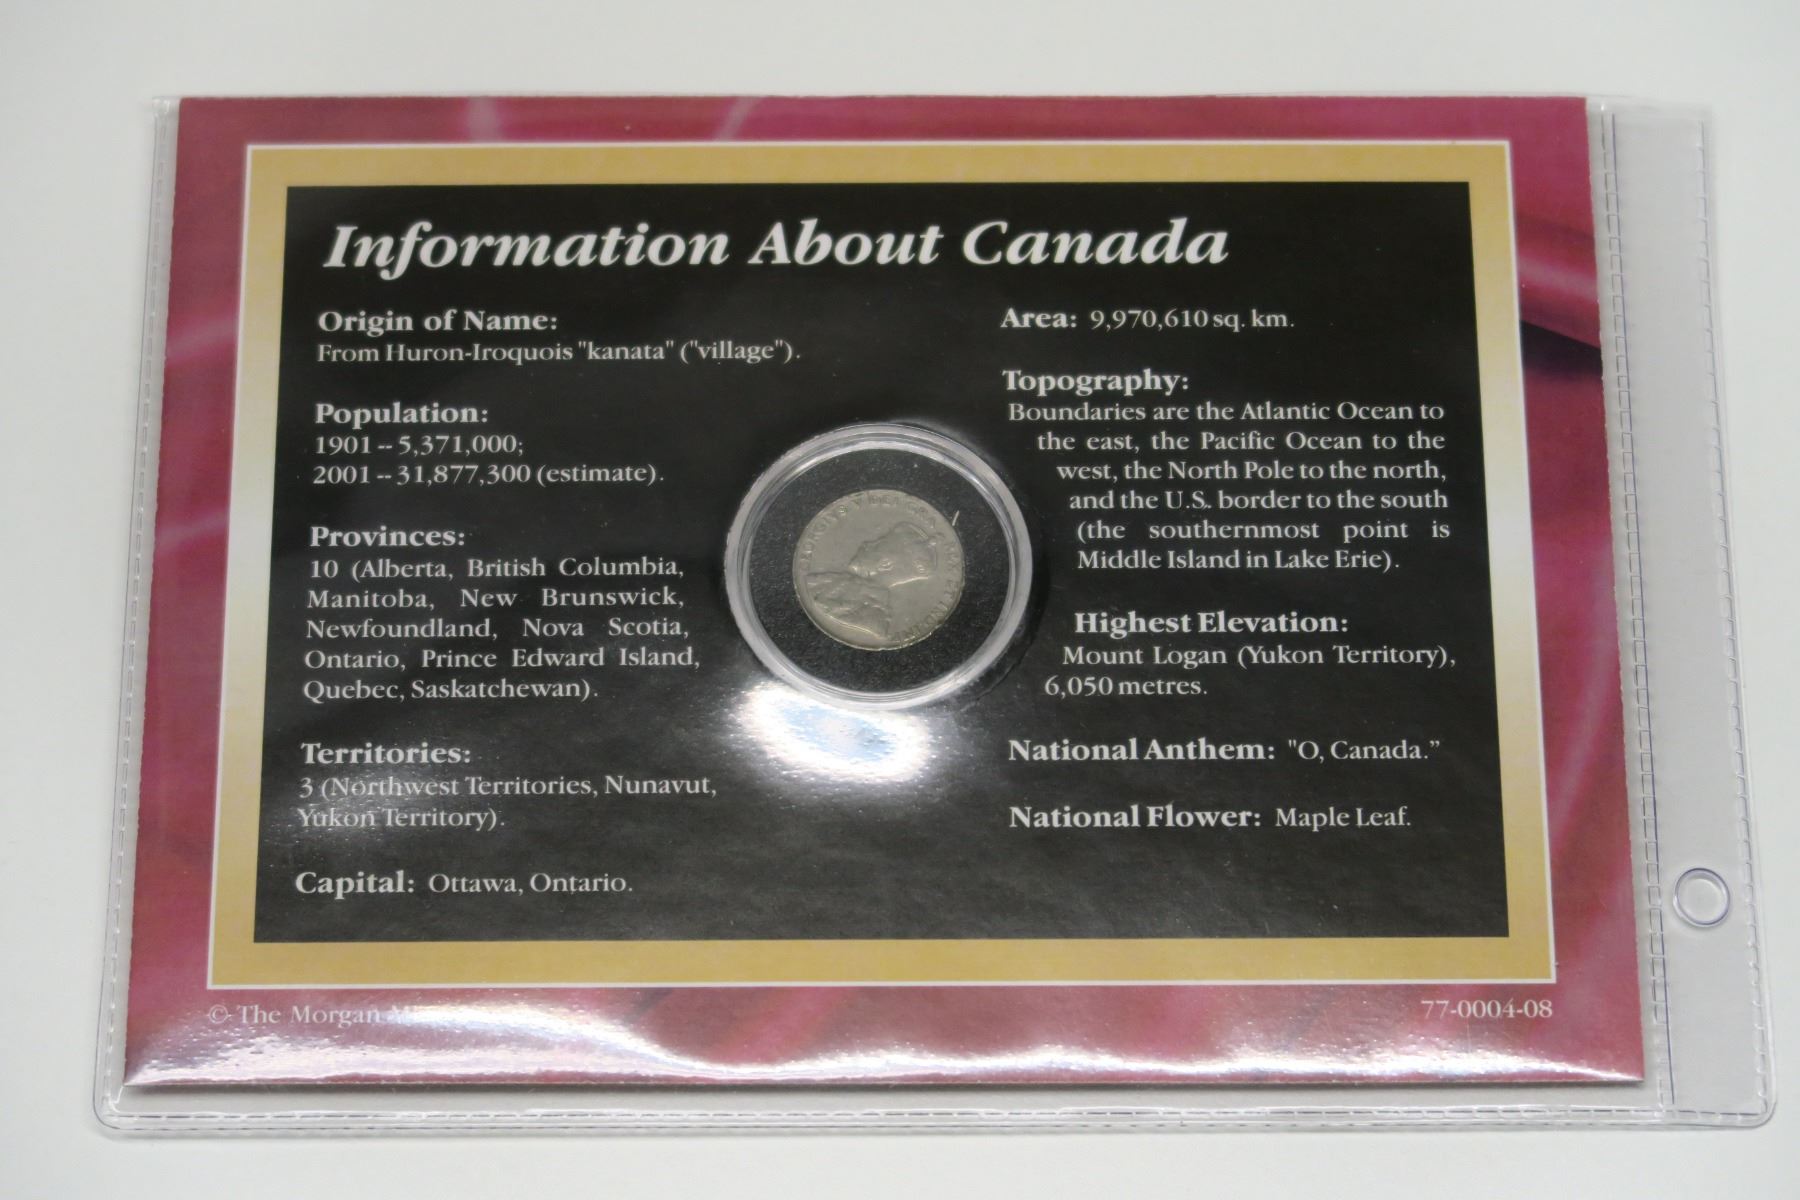 Information About Canada
Origin of Name:
From Huron-Iroquois "kanata" ("village").
Population:
1901 -- 5,371,000;
2001 -- 31,877,300 (estimate).
Provinces:
10 (Alberta, British Columbia,
Manitoba, New Brunswick,
Newfoundland, Nova Scotia,
Ontario, Prince Edward Island,
Quebec, Saskatchewan).
Territories:
3 (Northwest Territories, Nunavut,
Yukon Territory).
Capital: Ottawa, Ontario.
Area: 9,970,610 sq. km.
Topography:
Boundaries are the Atlantic Ocean to
the east, the Pacific Ocean to the
west, the North Pole to the north,
and the U.S. border to the south
(the southernmost point is
Middle Island in Lake Erie).
Highest Elevation:
Mount Logan (Yukon Territory),
6,050 metres.
National Anthem: "O, Canada.”
National Flower: Maple Leaf.
GEORGIVS V DEI GRA
© The Morgan
77-0004-08